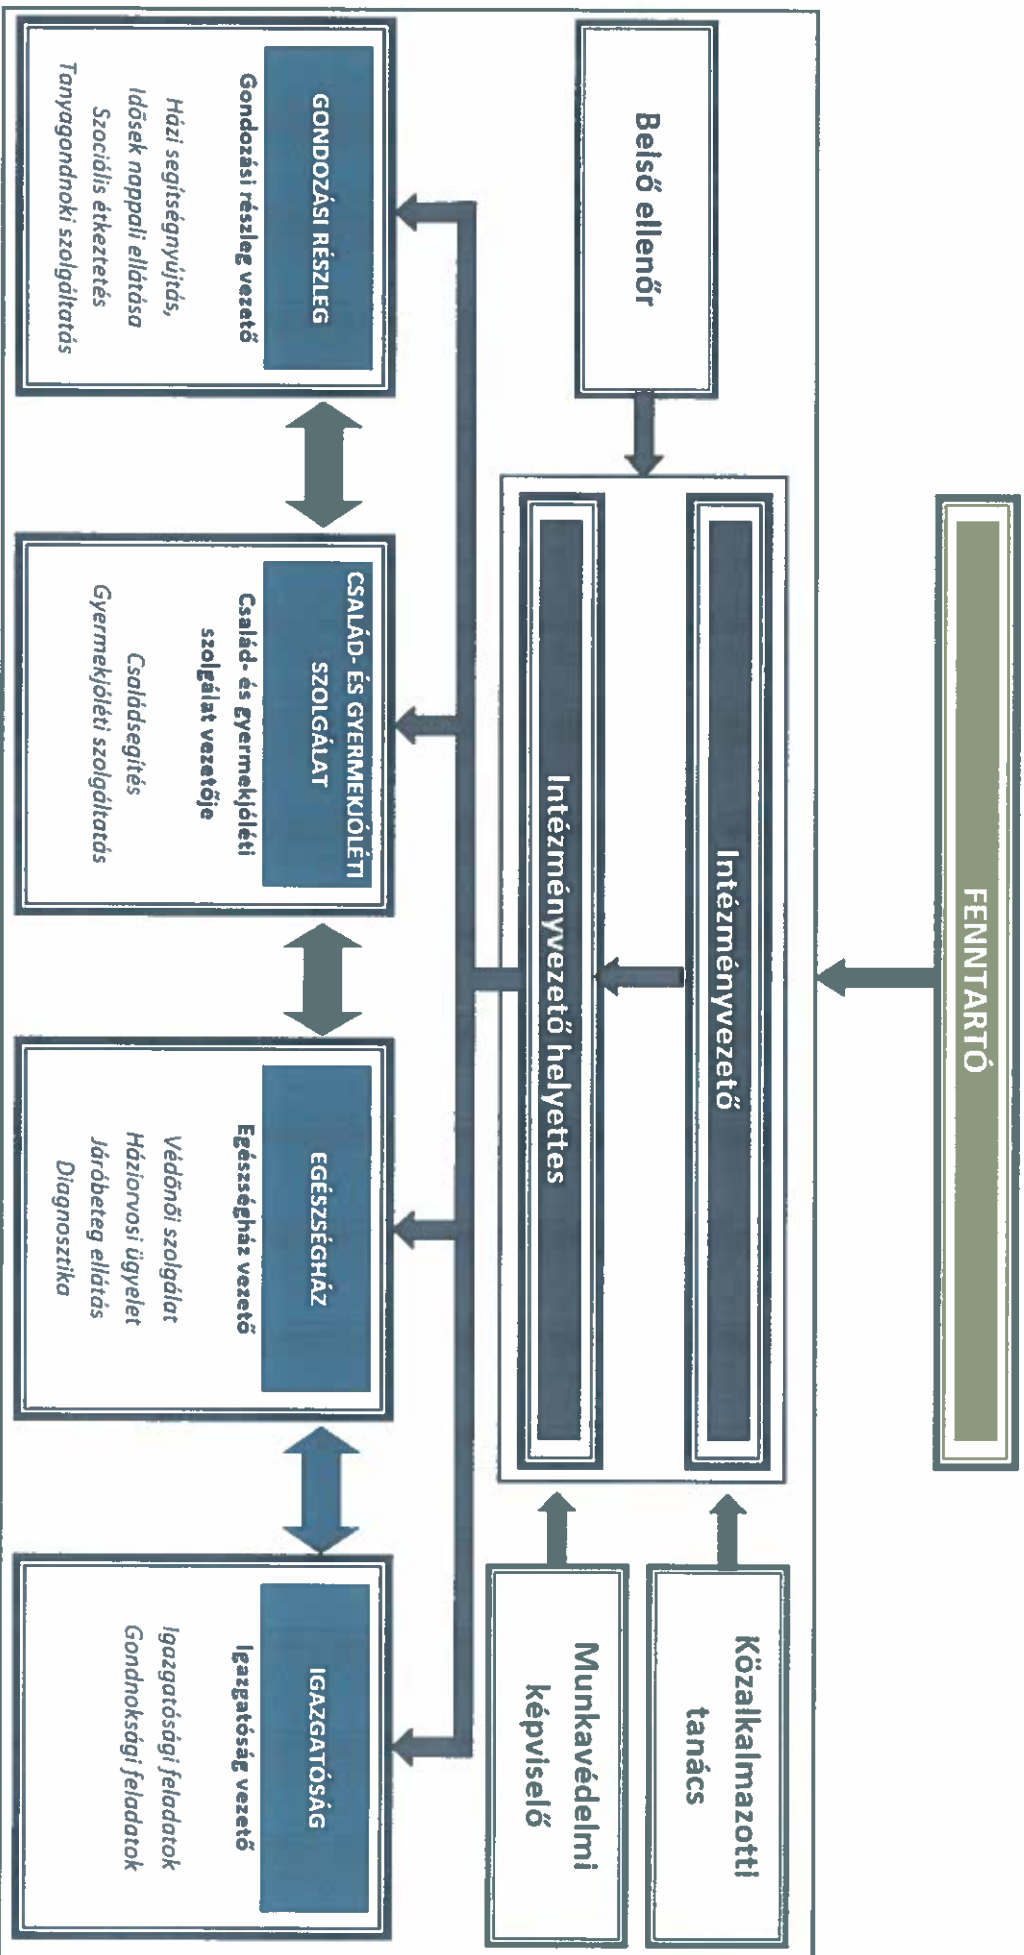 FENNTARTÓ
Belső ellenőr
Intézményvezető
Intézményvezető helyettes
Közalkalmazotti
tanács
Munkavédelmi
képviselő
GONDOZÁSI RÉSZLEG
Gondozási részleg vezető
Házi segítségnyújtás,
Idősek nappali ellátása
Szociális étkeztetés
Tanyagondnoki szolgáltatás
CSALÁD- ÉS GYERMEKJÓLÉTI
SZOLGÁLAT
Család- és gyermekjóléti
szolgálat vezetője
Családsegítés
Gyermekjóléti szolgáltatás
EGÉSZSÉGHÁZ
Egészségház vezető
Védőnői szolgálat
Háziorvosi ügyelet
Járóbeteg ellátás
Diagnosztika
IGAZGATÓSÁG
Igazgatóság vezető
Igazgatósági feladatok
Gondnoksági feladatok